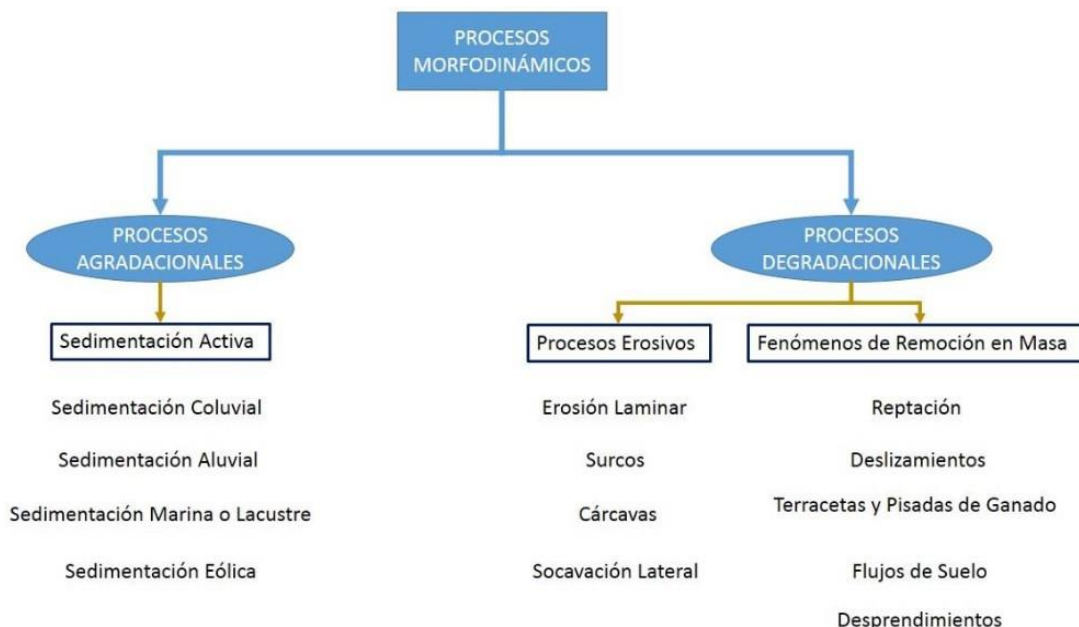 PROCESOS
MORFODINÁMICOS
PROCESOS
AGRADACIONALES
PROCESOS
DEGRADACIONALES
Sedimentación Activa
Procesos Erosivos
Fenómenos de Remoción en Masa
Sedimentación Coluvial
Erosión Laminar
Reptación
Sedimentación Aluvial
Surcos
Deslizamientos
Sedimentación Marina o Lacustre
Cárcavas
Terracetas y Pisadas de Ganado
Sedimentación Eólica
Socavación Lateral
Flujos de Suelo
Desprendimientos